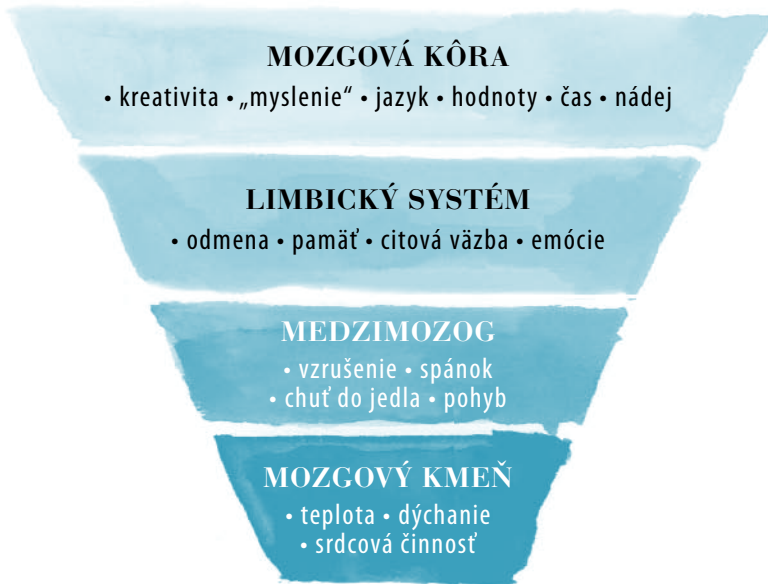 MOZGOVÁ KÔRA
• kreativita • „myslenie“ • jazyk • hodnoty • čas • nádej
LIMBICKÝ SYSTÉM
• odmena • pamäť • citová väzba • emócie
MEDZIMOZOG
• vzrušenie • spánok
• chuť do jedla • pohyb
MOZGOVÝ KMEŇ
• teplota • dýchanie
• srdcová činnosť